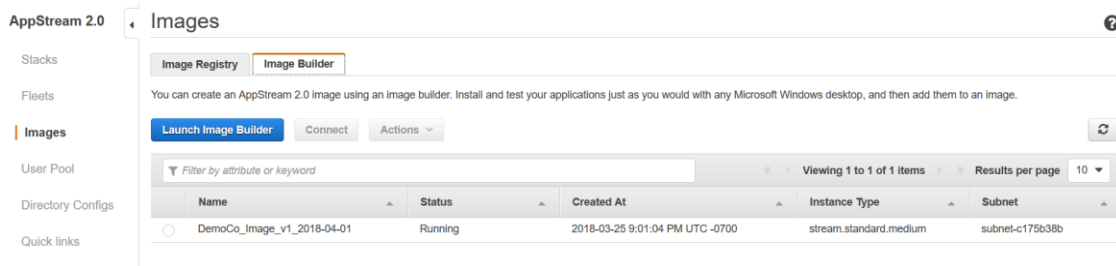 AppStream 2.0
Stacks
Fleets
Images
User Pool
Directory Configs
Quick links
Images
Image Registry
Image Builder
You can create an AppStream 2.0 image using an image builder. Install and test your applications just as you would with any Microsoft Windows desktop, and then add them to an image.
Launch Image Builder Connect Actions
Filter by attribute or keyword « < Viewing 1 to 1 of 1 items > » Results per page 10
Name Status Created At Instance Type Subnet
DemoCo_Image_v1_2018-04-01 Running 2018-03-25 9:01:04 PM UTC -0700 stream.standard.medium subnet-c175b38b